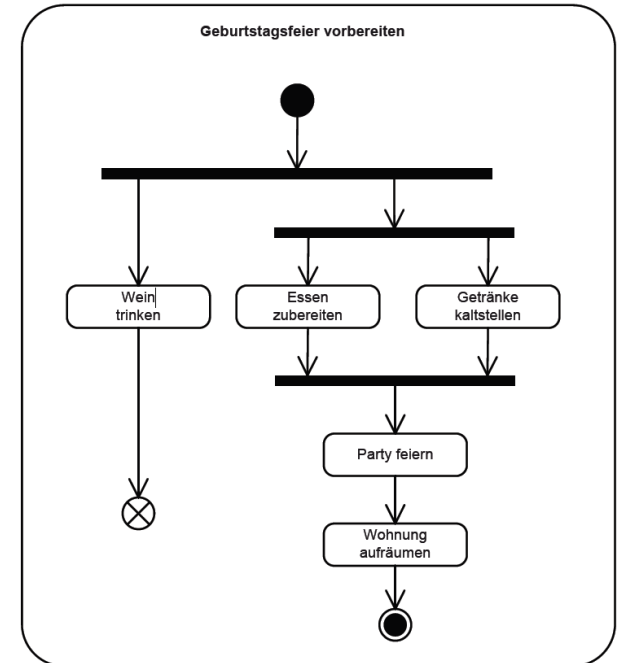 Geburtstagsfeier vorbereiten
Wein
trinken
Essen
zubereiten
Getränke
kaltstellen
Party feiern
Wohnung
aufräumen